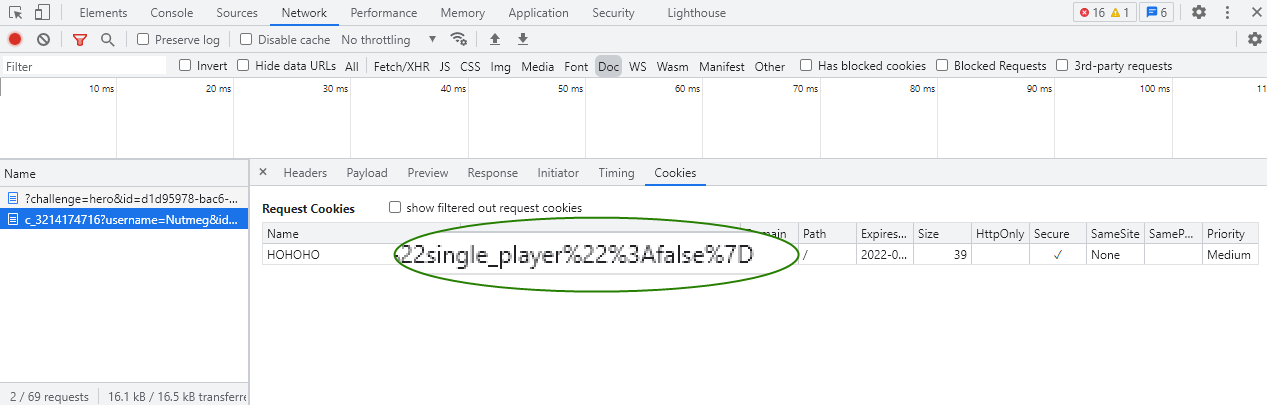 Elements Console Sources Network Performance Memory Application Security Lighthouse 16 1 6
Preserve log Disable cache No throttling
Filter Invert Hide data URLs All Fetch/XHR JS CSS Img Media Font Doc WS Wasm Manifest Other Has blocked cookies Blocked Requests 3rd-party requests
10 ms 20 ms 30 ms 40 ms 50 ms 60 ms 70 ms 80 ms 90 ms 100 ms 11
Name × Headers Payload Preview Response Initiator Timing Cookies
?challenge=hero&id=d1d95978-bac6-...
c_3214174716?username=Nutmeg&id...
Request Cookies show filtered out request cookies
Name Path Expires... Size HttpOnly Secure SameSite SameP... Priority
HOHOHO %22single_player%22%3Afalse%7D / 2022-0... 39 ✓ None Medium
2 / 69 requests 16.1 kB / 16.5 kB transferre